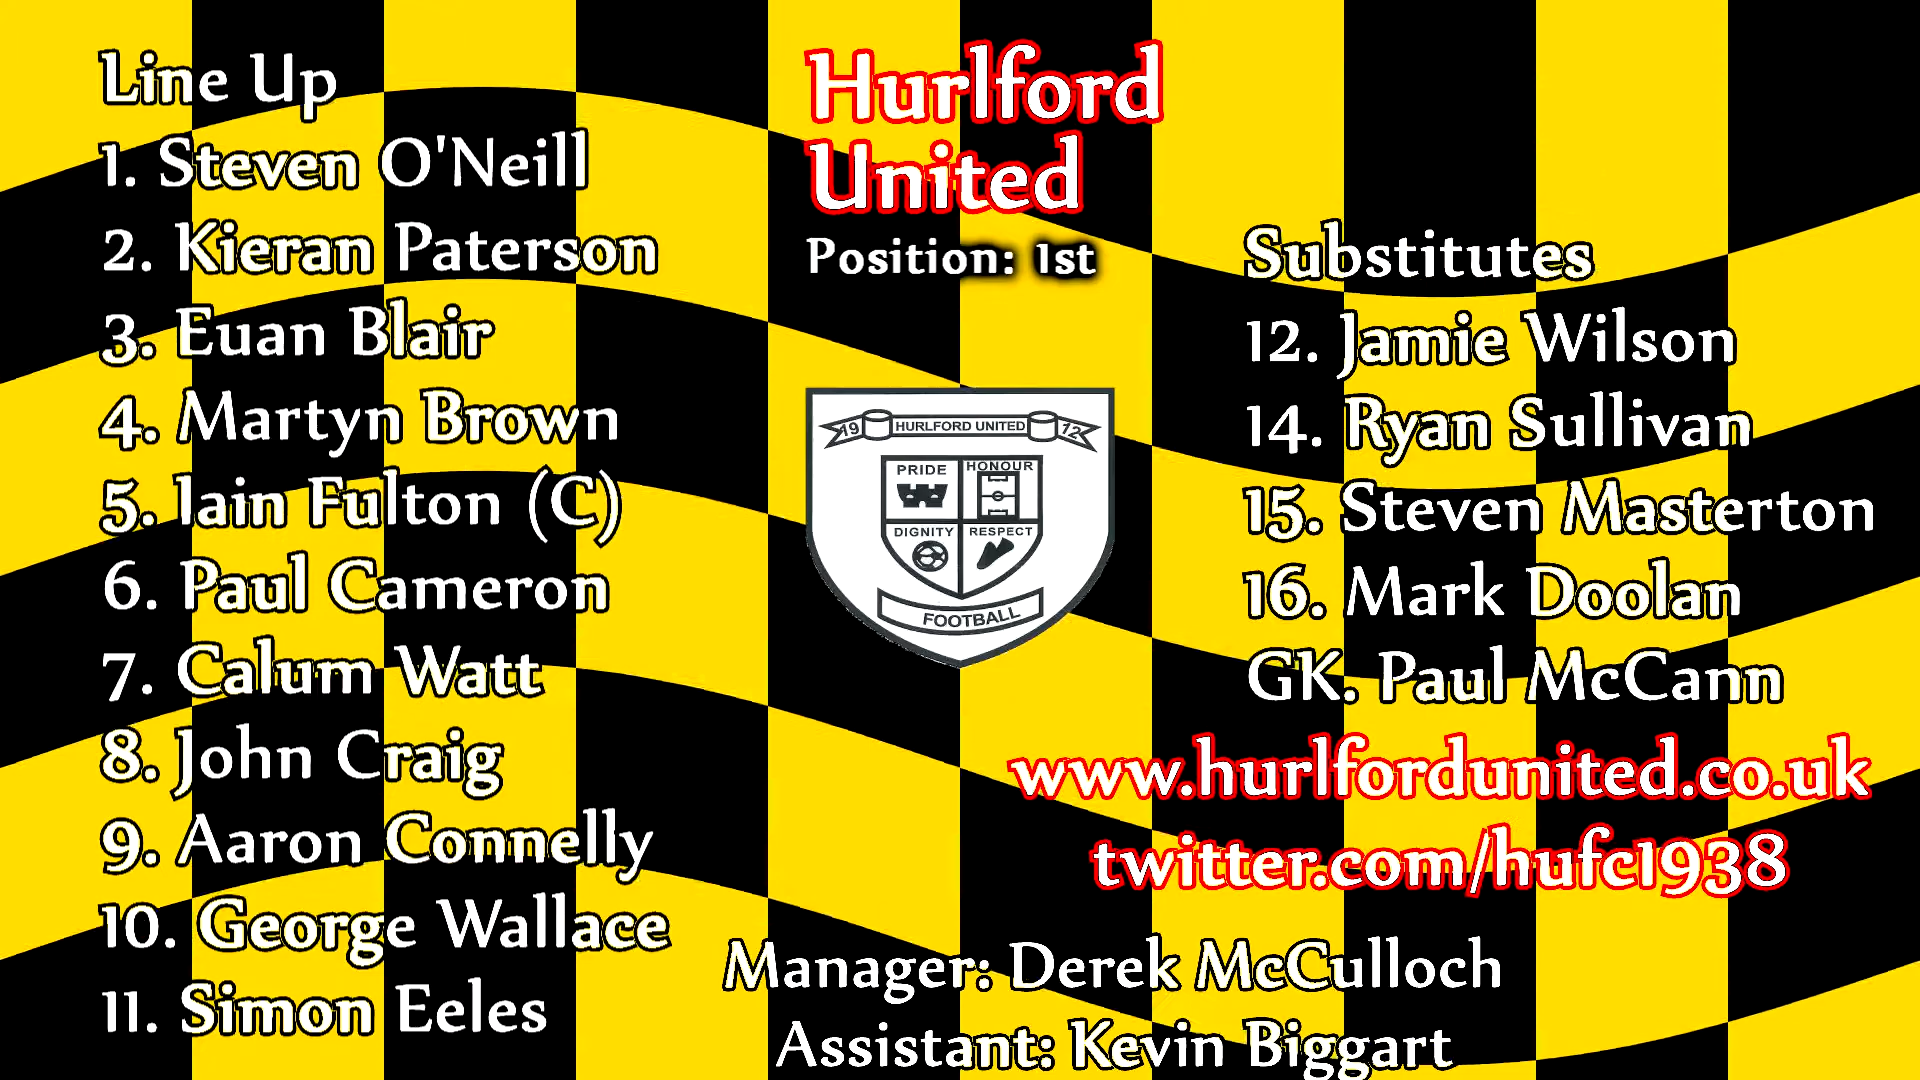 Line Up
1. Steven O'Neill
2. Kieran Paterson
3. Euan Blair
4. Martyn Brown
5. Iain Fulton (C)
6. Paul Cameron
7. Calum Watt
8. John Craig
9. Aaron Connelly
10. George Wallace
11. Simon Eeles
Hurlford
United
Position: 1st
19 HURLFORD UNITED 12
PRIDE HONOUR
DIGNITY RESPECT
FOOTBALL
Substitutes
12. Jamie Wilson
14. Ryan Sullivan
15. Steven Masterton
16. Mark Doolan
GK. Paul McCann
www.hurlfordunited.co.uk
twitter.com/hufc1938
Manager: Derek McCulloch
Assistant: Kevin Biggart